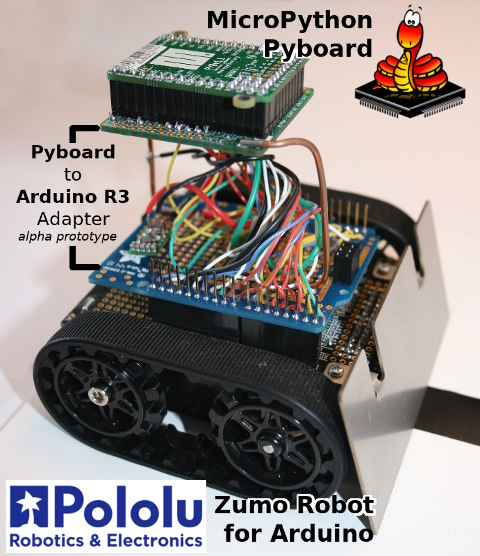 MicroPython
Pyboard
Pyboard
to
Arduino R3
Adapter
alpha prototype
Pololu
Robotics & Electronics
Zumo Robot
for Arduino